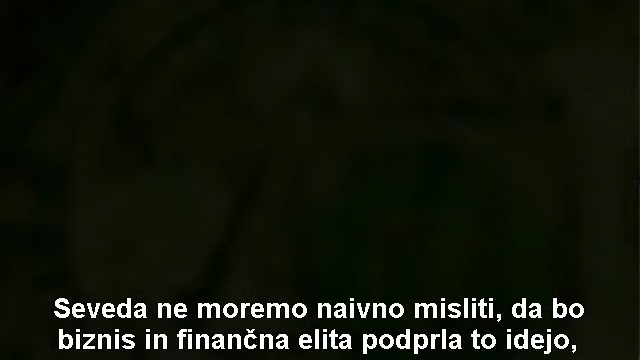 Seveda ne moremo naivno misliti, da bo
biznis in finančna elita podprla to idejo,